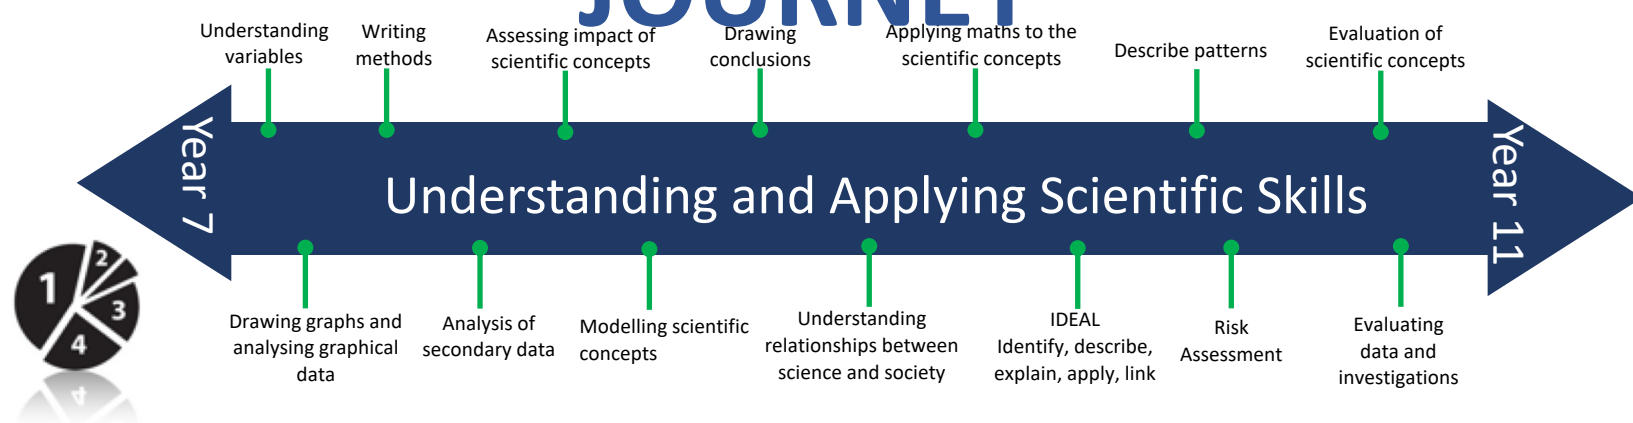 JOURNEY
Understanding
variables
Writing
methods
Assessing impact of
scientific concepts
Drawing
conclusions
Applying maths to the
scientific concepts
Describe patterns
Evaluation of
scientific concepts
Year 7
Understanding and Applying Scientific Skills
Year 11
1
2
3
4
Drawing graphs and
analysing graphical
data
Analysis of
secondary data
Modelling scientific
concepts
Understanding
relationships between
science and society
IDEAL
Identify, describe,
explain, apply, link
Risk
Assessment
Evaluating
data and
investigations